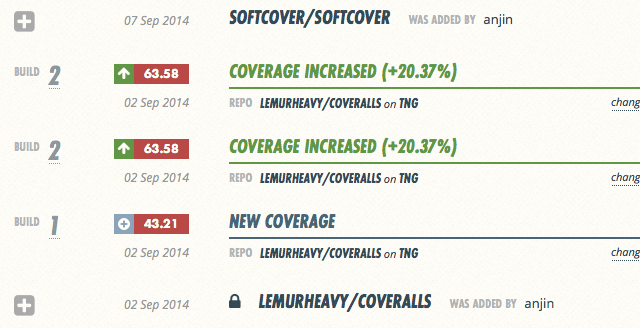 07 Sep 2014 SOFTCOVER/SOFTCOVER WAS ADDED BY anjin
BUILD 2 63.58 COVERAGE INCREASED (+20.37%)
02 Sep 2014 REPO LEMURHEAVY/COVERALLS on TNG chang
BUILD 2 63.58 COVERAGE INCREASED (+20.37%)
02 Sep 2014 REPO LEMURHEAVY/COVERALLS on TNG chang
BUILD 1 43.21 NEW COVERAGE
02 Sep 2014 REPO LEMURHEAVY/COVERALLS on TNG chang
02 Sep 2014 LEMURHEAVY/COVERALLS WAS ADDED BY anjin